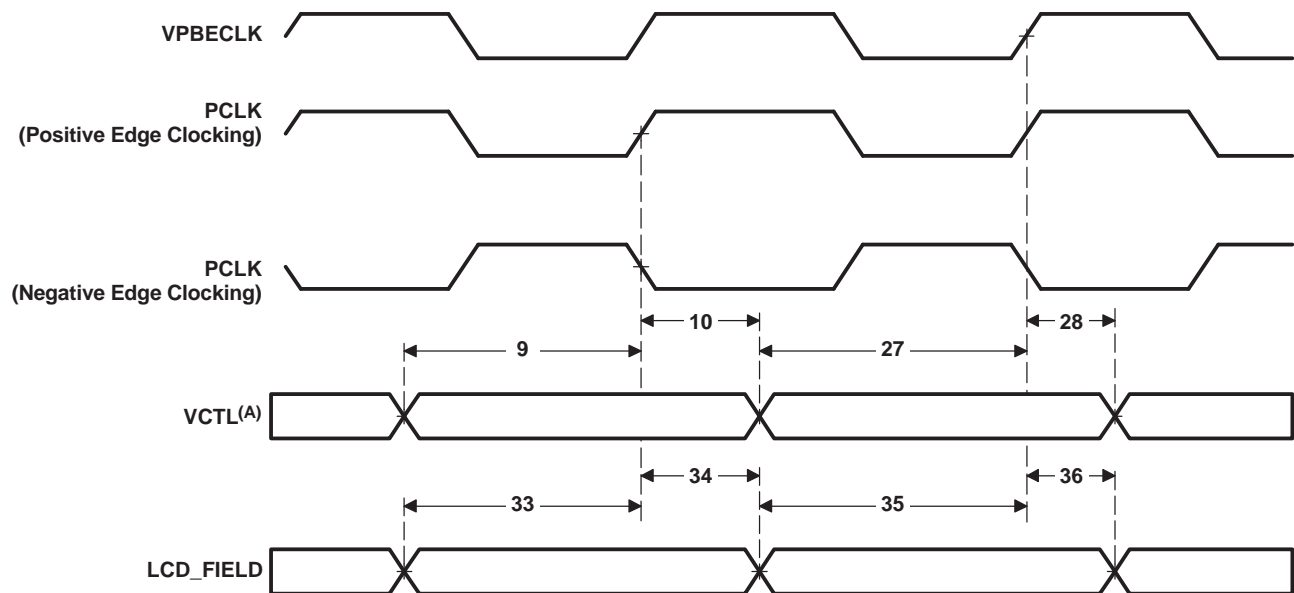 VPBECLK
PCLK
(Positive Edge Clocking)
PCLK
(Negative Edge Clocking)
10
28
9
27
VCTL(A)
34
36
33
35
LCD_FIELD